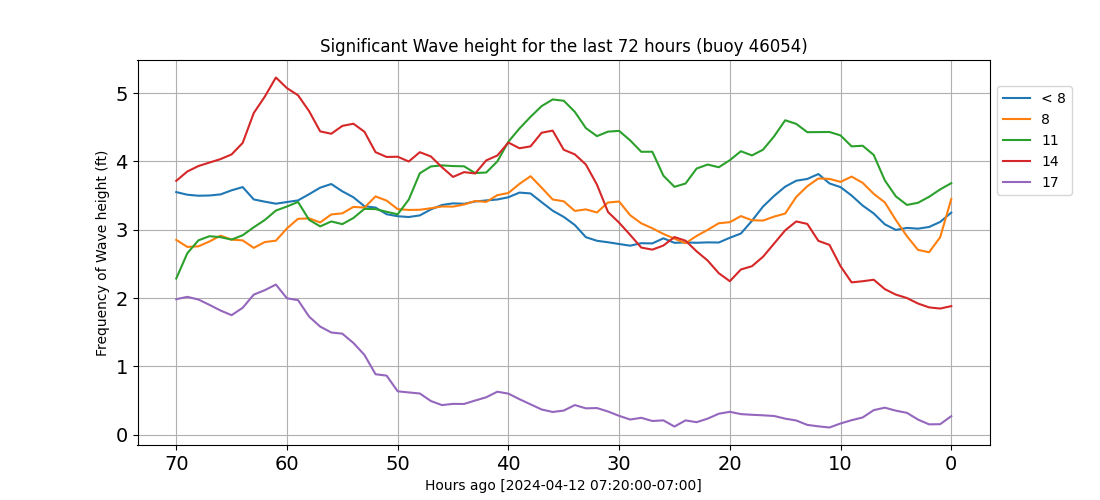 Significant Wave height for the last 72 hours (buoy 46054)
Frequency of Wave height (ft)
5
4
3
2
1
0
70 60 50 40 30 20 10 0
Hours ago [2024-04-12 07:20:00-07:00]
< 8
8
11
14
17